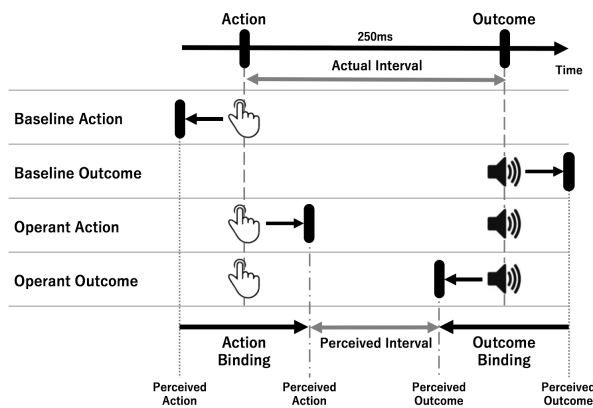 Action
Outcome
250ms
Actual Interval
Time
Baseline Action
Baseline Outcome
Operant Action
Operant Outcome
Action
Binding
Perceived Interval
Outcome
Binding
Perceived
Action
Perceived
Action
Perceived
Outcome
Perceived
Outcome